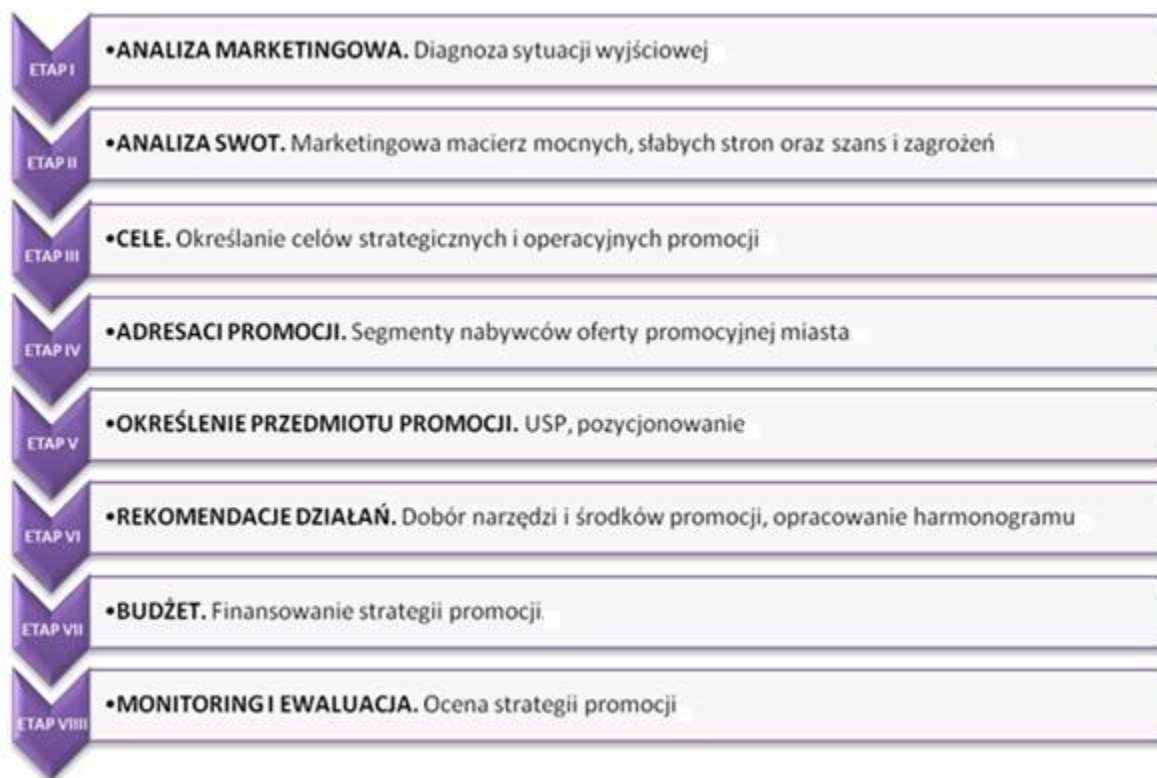 ETAP I
•ANALIZA MARKETINGOWA. Diagnoza sytuacji wyjściowej
ETAP II
•ANALIZA SWOT. Marketingowa macierz mocnych, słabych stron oraz szans i zagrożeń
ETAP III
•CELE. Określanie celów strategicznych i operacyjnych promocji
ETAP IV
•ADRESACI PROMOCJI. Segmenty nabywców oferty promocyjnej miasta
ETAP V
•OKREŚLENIE PRZEDMIOTU PROMOCJI. USP, pozycjonowanie
ETAP VI
•REKOMENDACJE DZIAŁAŃ. Dobór narzędzi i środków promocji, opracowanie harmonogramu
ETAP VII
•BUDŻET. Finansowanie strategii promocji
ETAP VIIII
•MONITORING I EWALUACJA. Ocena strategii promocji